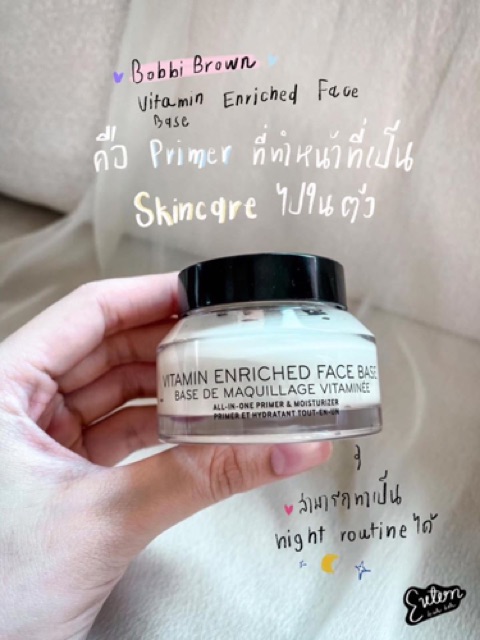 Bobbi Brown
Vitamin Enriched Face
Base
คือ Primer ที่ทำหน้าที่เป็น
Skincare ไปในตัว
VITAMIN ENRICHED FACE BASE
BASE DE MAQUILLAGE VITAMINÉE
ALL-IN-ONE PRIMER & MOISTURIZER
PRIMER ET HYDRATANT TOUT-EN-UN
สามารถทาเป็น
night routine ได้